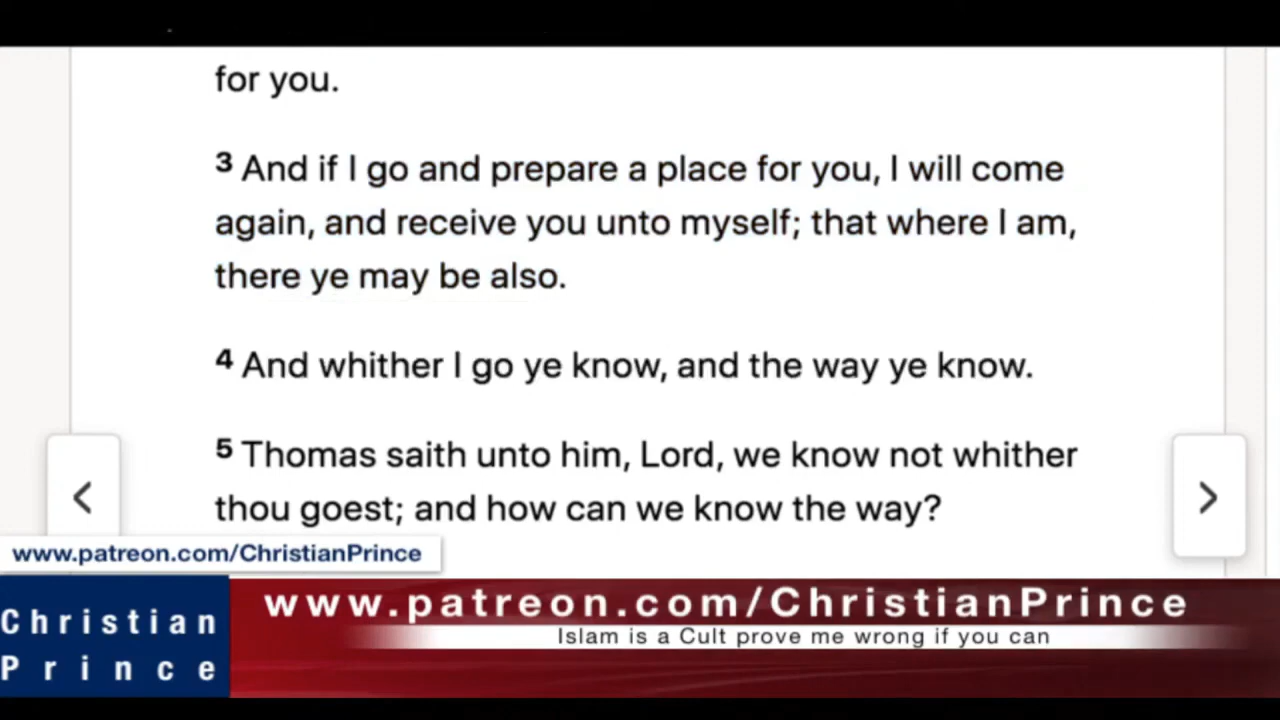 for you.
3 And if I go and prepare a place for you, I will come
again, and receive you unto myself; that where I am,
there ye may be also.
4 And whither I go ye know, and the way ye know.
5 Thomas saith unto him, Lord, we know not whither
thou goest; and how can we know the way?
www.patreon.com/ChristianPrince
www.patreon.com/ChristianPrince
Islam is a Cult prove me wrong if you can
Christian
Prince